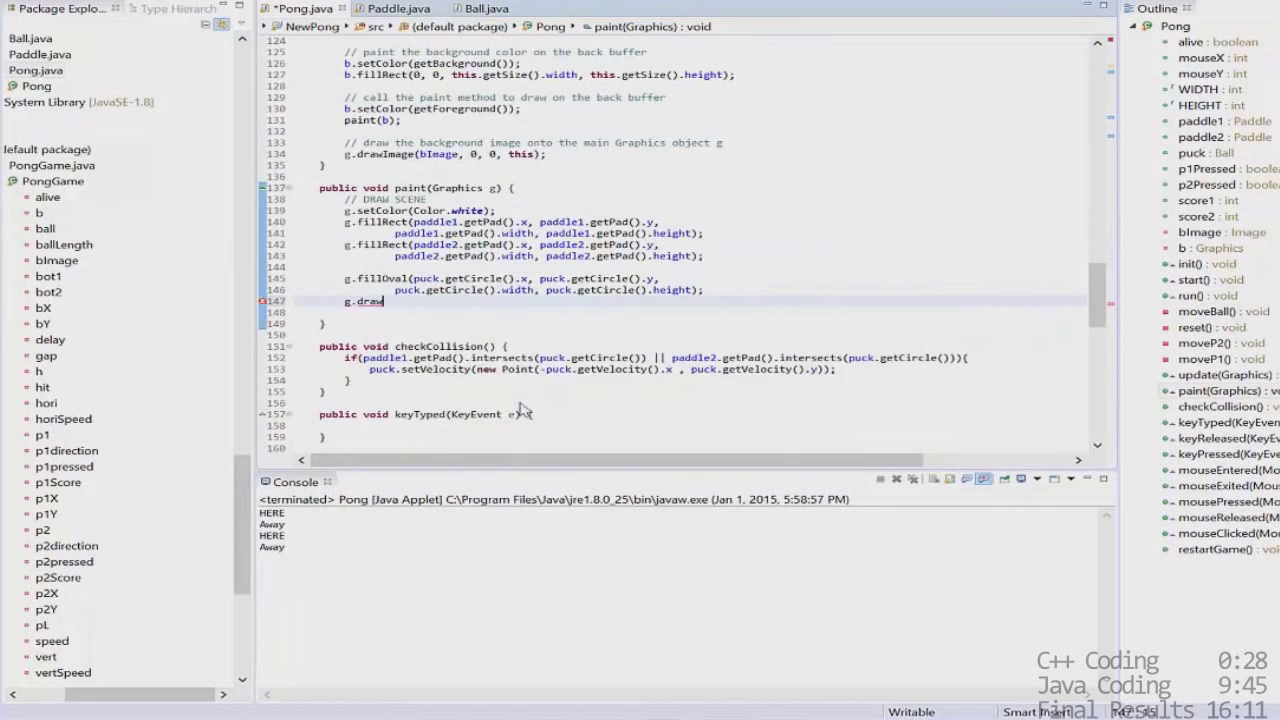 Package Explo...
Type Hierarch
Ball.java
Paddle.java
Pong.java
Pong
System Library [JavaSE-1.8]
(default package)
PongGame.java
PongGame
alive
b
ball
ballLength
bImage
bot1
bot2
bX
bY
delay
gap
h
hit
hori
horiSpeed
p1
p1direction
p1pressed
p1Score
p1X
p1Y
p2
p2direction
p2pressed
p2Score
p2X
p2Y
pL
speed
vert
vertSpeed
*Pong.java
Paddle.java
Ball.java
NewPong
src
(default package)
Pong
paint(Graphics) : void
124
125 // paint the background color on the back buffer
126 b.setColor(getBackground());
127 b.fillRect(0, 0, this.getSize().width, this.getSize().height);
128
129 // call the paint method to draw on the back buffer
130 b.setColor(getForeground());
131 paint(b);
132
133 // draw the background image onto the main Graphics object g
134 g.drawImage(bImage, 0, 0, this);
135 }
136
137 public void paint(Graphics g) {
138 // DRAW SCENE
139 g.setColor(Color.white);
140 g.fillRect(paddle1.getPad().x, paddle1.getPad().y,
141 paddle1.getPad().width, paddle1.getPad().height);
142 g.fillRect(paddle2.getPad().x, paddle2.getPad().y,
143 paddle2.getPad().width, paddle2.getPad().height);
144
145 g.fillOval(puck.getCircle().x, puck.getCircle().y,
146 puck.getCircle().width, puck.getCircle().height);
147 g.draw
148
149 }
150
151 public void checkCollision() {
152 if(paddle1.getPad().intersects(puck.getCircle()) || paddle2.getPad().intersects(puck.getCircle())){
153 puck.setVelocity(new Point(-puck.getVelocity().x , puck.getVelocity().y));
154 }
155 }
156
157 public void keyTyped(KeyEvent e) {
158
159 }
160
Console
<terminated> Pong [Java Applet] C:\Program Files\Java\jre1.8.0_25\bin\javaw.exe (Jan 1, 2015, 5:58:57 PM)
HERE
Away
HERE
Away
Outline
Pong
alive : boolean
mouseX : int
mouseY : int
WIDTH : int
HEIGHT : int
paddle1 : Paddle
paddle2 : Paddle
puck : Ball
p1Pressed : int
p2Pressed : int
score1 : int
score2 : int
bImage : Image
b : Graphics
init() : void
start() : void
run() : void
moveBall() : void
reset() : void
moveP2() : void
moveP1() : void
update(Graphics) :
paint(Graphics) : vo
checkCollision() : vo
keyTyped(KeyEvent)
keyReleased(KeyEve
keyPressed(KeyEven
mouseEntered(Mou
mouseExited(Mouse
mousePressed(Mou
mouseReleased(Mo
mouseClicked(Mou
restartGame() : void
C++ Coding 0:28
Java Coding 9:45
Final Results 16:11
Writable
Smart Insert